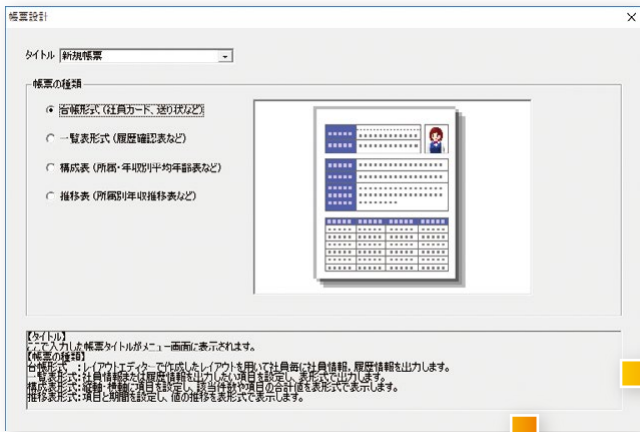 帳票設計
タイトル 新規帳票
帳票の種類
台帳形式 (社員カード、送り状など)
一覧表形式 (履歴確認表など)
構成表 (所属・年収別平均年齢表など)
推移表 (所属別年収推移表など)
【タイトル】
ここで入力した帳票タイトルがメニュー画面に表示されます。
【帳票の種類】
台帳形式 :レイアウトエディターで作成したレイアウトを用いて社員毎に社員情報、履歴情報を出力します。
一覧表形式:社員情報または履歴情報を出力したい項目を設定し、表形式で出力します。
構成表形式:縦軸・横軸に項目を設定し、該当件数や項目の合計値を表形式で表示します。
推移表形式:項目と期間を設定し、値の推移を表形式で表示します。